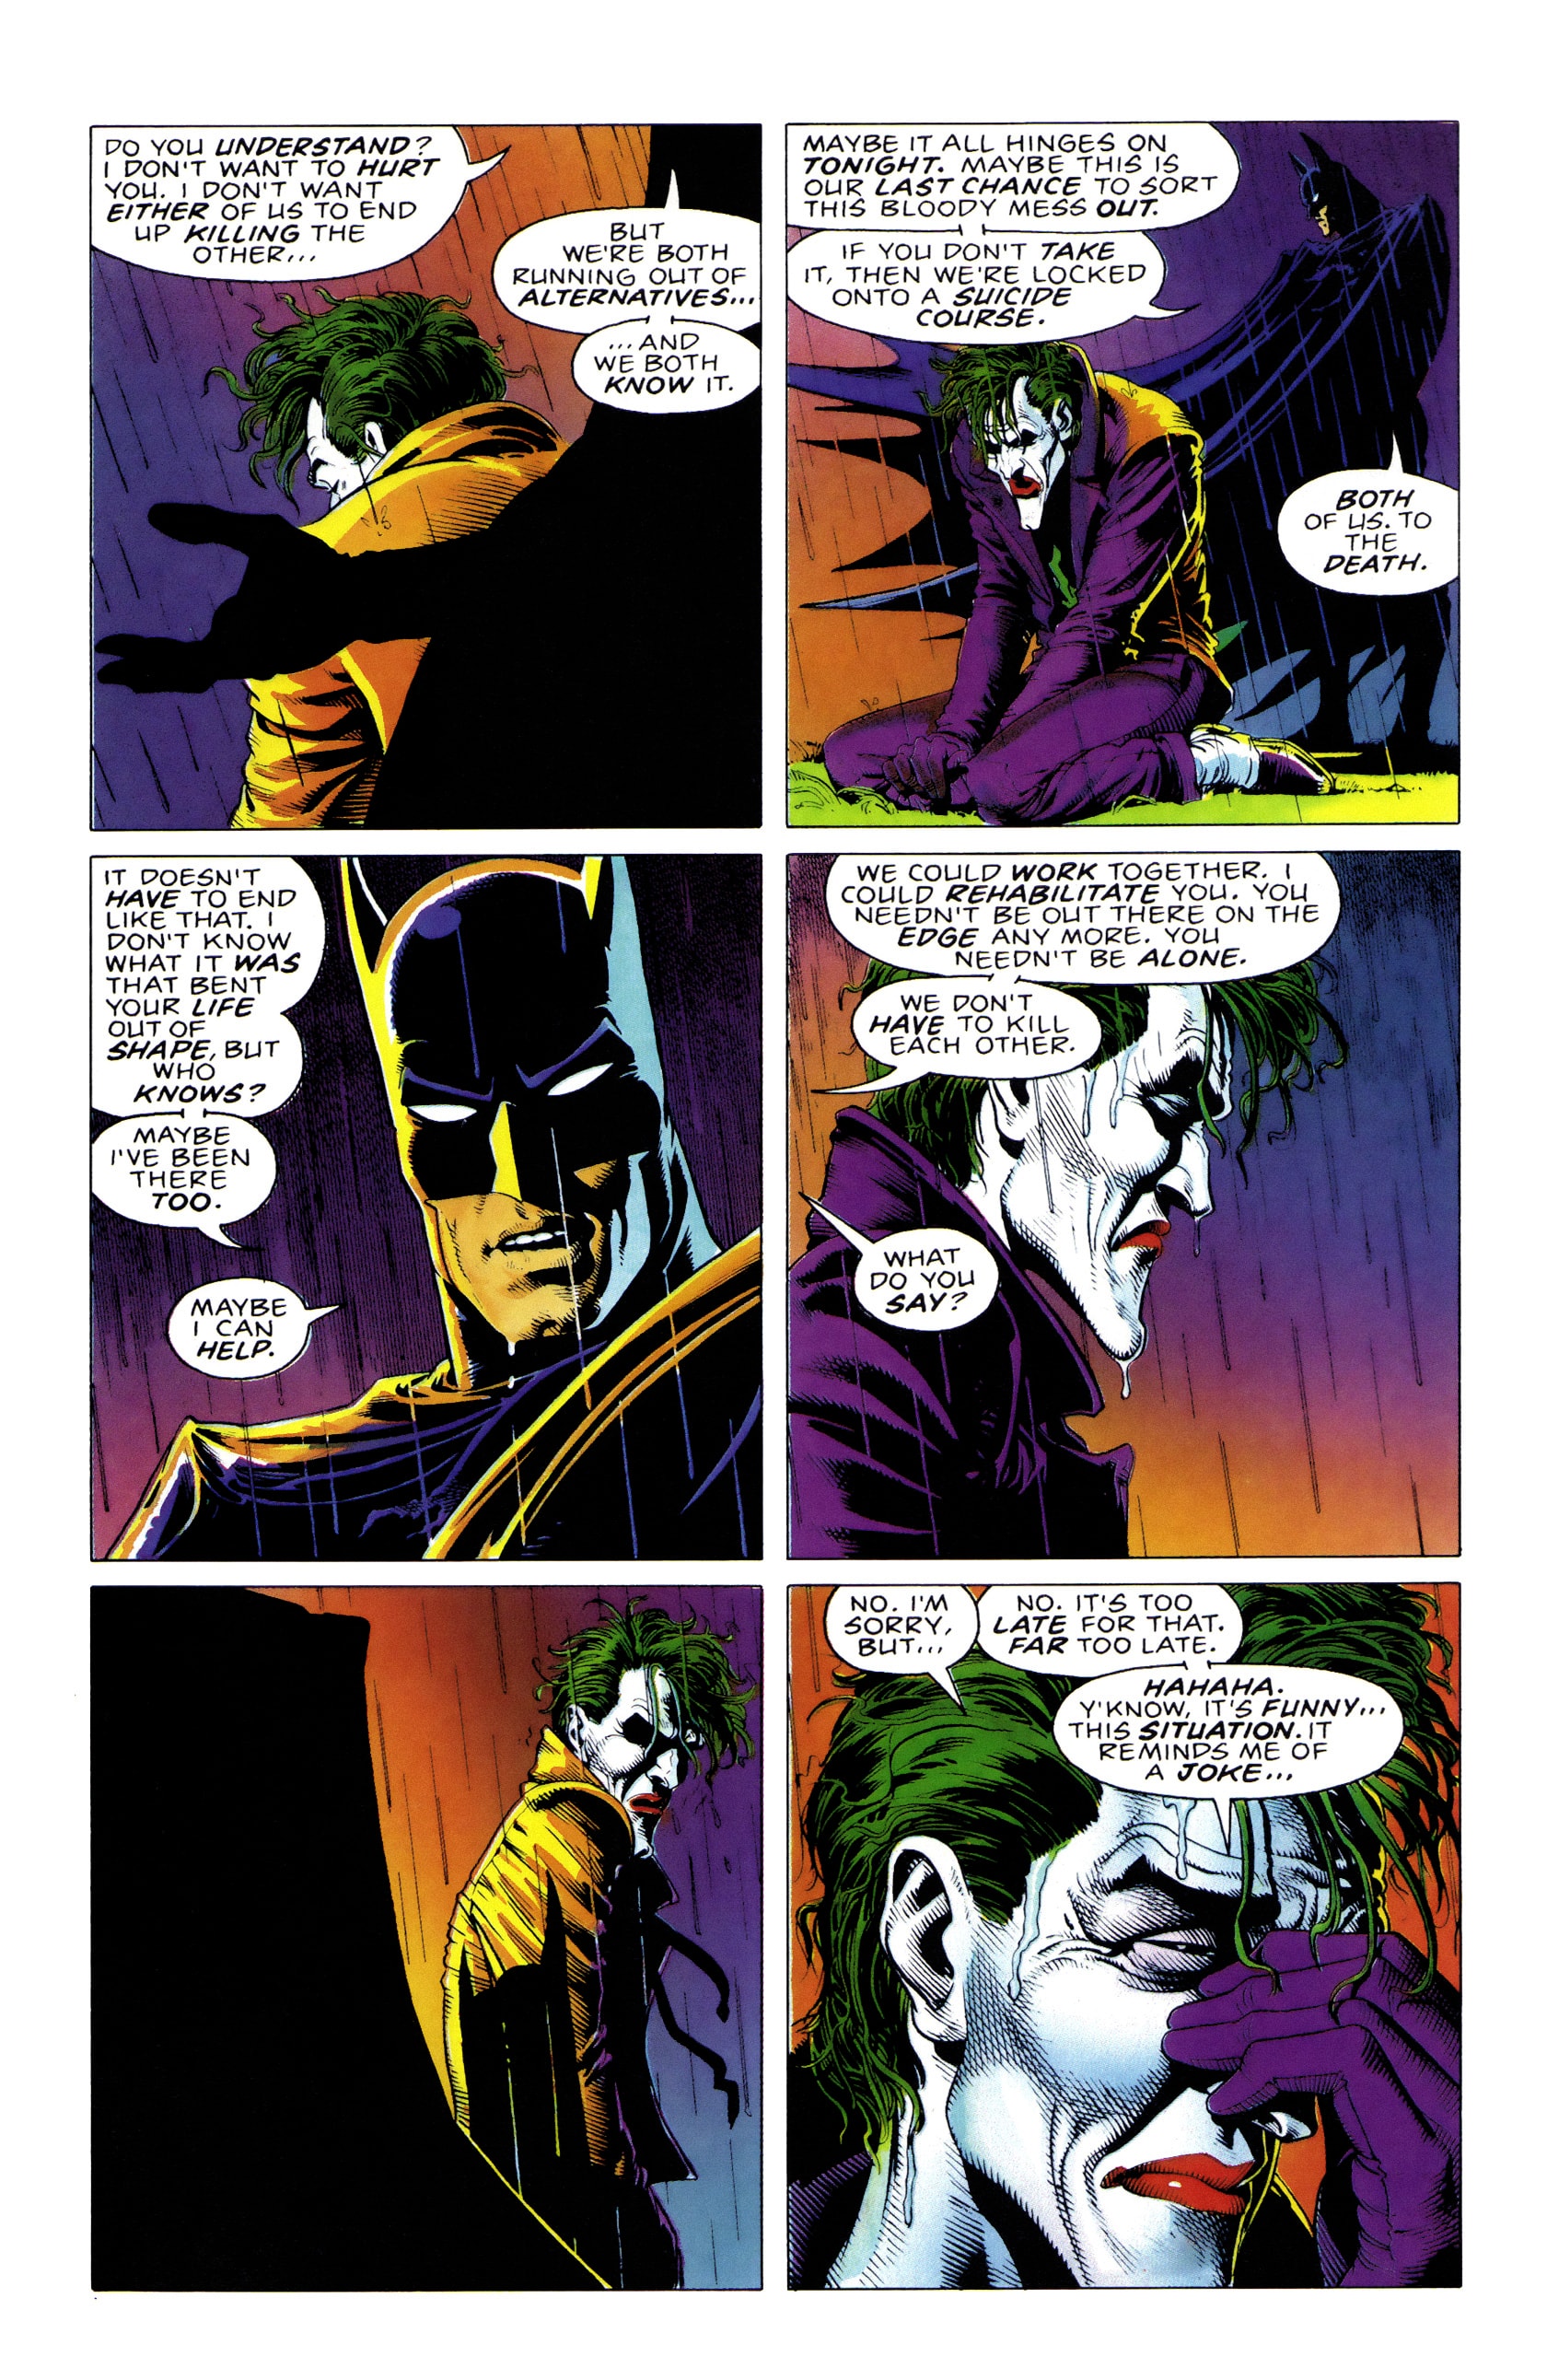 DO YOU UNDERSTAND?
I DON'T WANT TO HURT
YOU. I DON'T WANT
EITHER OF US TO END
UP KILLING THE
OTHER...
BUT
WE'RE BOTH
RUNNING OUT OF
ALTERNATIVES...
...AND
WE BOTH
KNOW IT.
MAYBE IT ALL HINGES ON
TONIGHT. MAYBE THIS IS
OUR LAST CHANCE TO SORT
THIS BLOODY MESS OUT.
IF YOU DON'T TAKE
IT, THEN WE'RE LOCKED
ONTO A SUICIDE
COURSE.
BOTH
OF US. TO
THE
DEATH.
IT DOESN'T
HAVE TO END
LIKE THAT. I
DON'T KNOW
WHAT IT WAS
THAT BENT
YOUR LIFE
OUT OF
SHAPE, BUT
WHO
KNOWS?
MAYBE
I'VE BEEN
THERE
TOO.
MAYBE
I CAN
HELP.
WE COULD WORK TOGETHER. I
COULD REHABILITATE YOU. YOU
NEEDN'T BE OUT THERE ON THE
EDGE ANY MORE. YOU
NEEDN'T BE ALONE.
WE DON'T
HAVE TO KILL
EACH OTHER.
WHAT
DO YOU
SAY?
NO. I'M
SORRY,
BUT...
NO. IT'S TOO
LATE FOR THAT.
FAR TOO LATE.
HAHAHA.
Y'KNOW, IT'S FUNNY...
THIS SITUATION. IT
REMINDS ME OF
A JOKE...